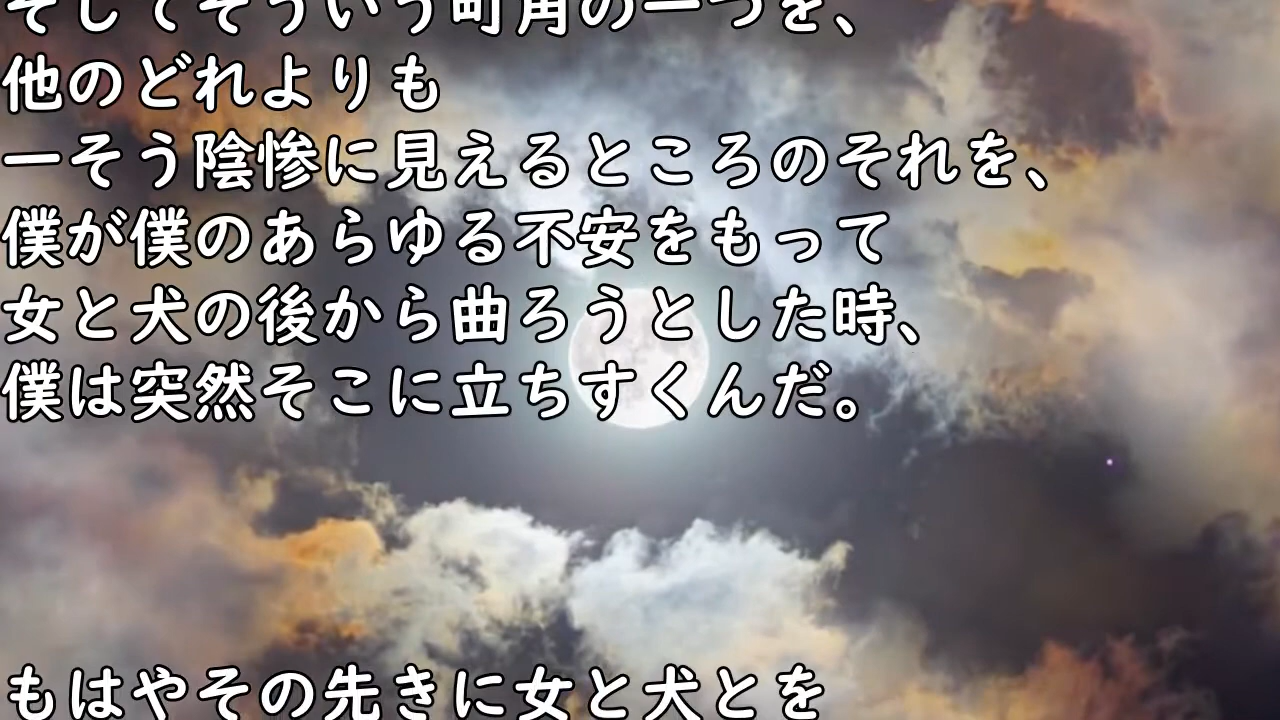 そしてそういう町角の一つを、
他のどれよりも
一そう陰惨に見えるところのそれを、
僕が僕のあらゆる不安をもって
女と犬の後から曲ろうとした時、
僕は突然そこに立ちすくんだ。
もはやその先きに女と犬とを